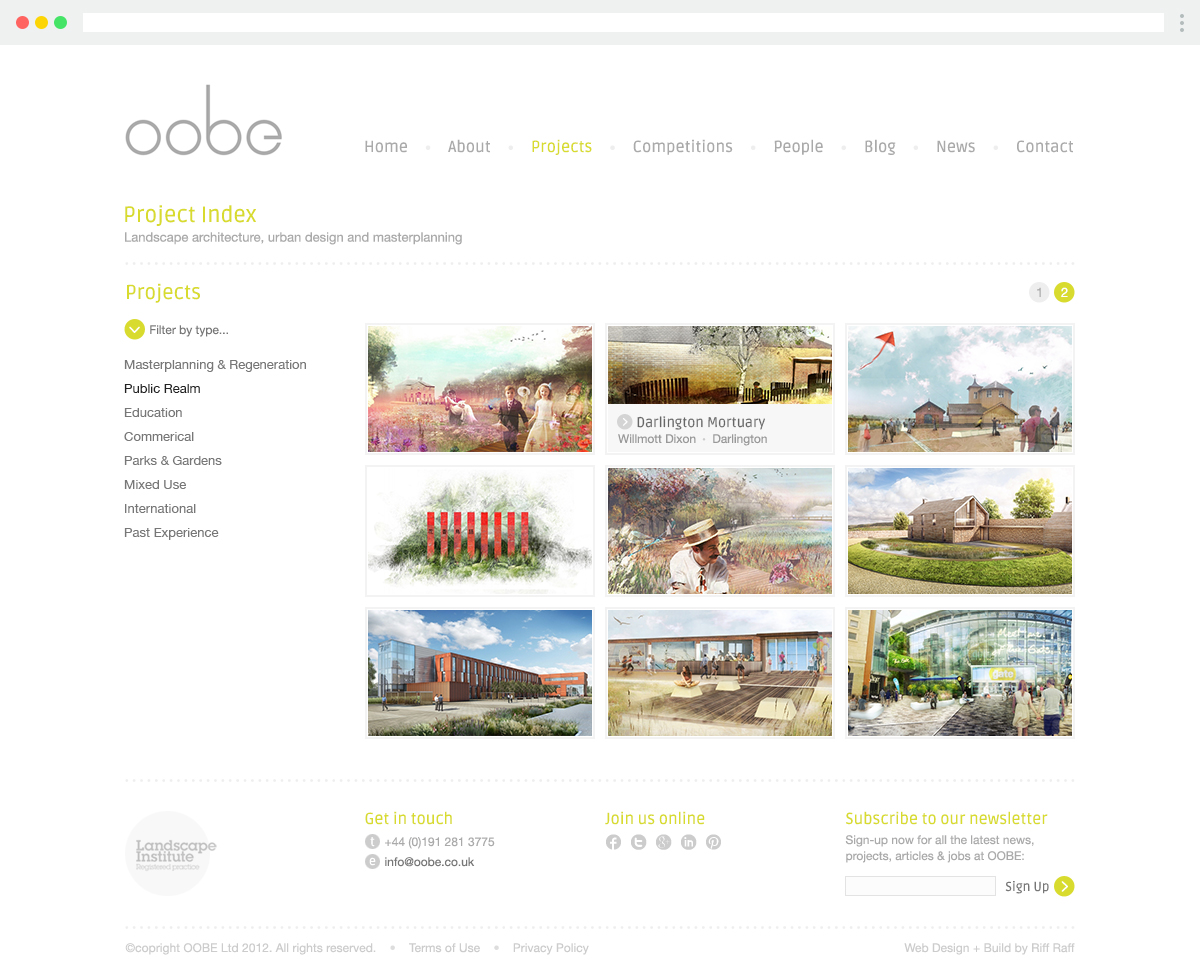 oobe
Home • About • Projects • Competitions • People • Blog • News • Contact
Project Index
Landscape architecture, urban design and masterplanning
Projects
1 2
Filter by type...
Masterplanning & Regeneration
Public Realm
Education
Commerical
Parks & Gardens
Mixed Use
International
Past Experience
Darlington Mortuary
Willmott Dixon · Darlington
Landscape
Institute
Registered practice
Get in touch
t +44 (0)191 281 3775
e info@oobe.co.uk
Join us online
Subscribe to our newsletter
Sign-up now for all the latest news,
projects, articles & jobs at OOBE:
Sign Up
©copright OOBE Ltd 2012. All rights reserved. • Terms of Use • Privacy Policy
Web Design + Build by Riff Raff